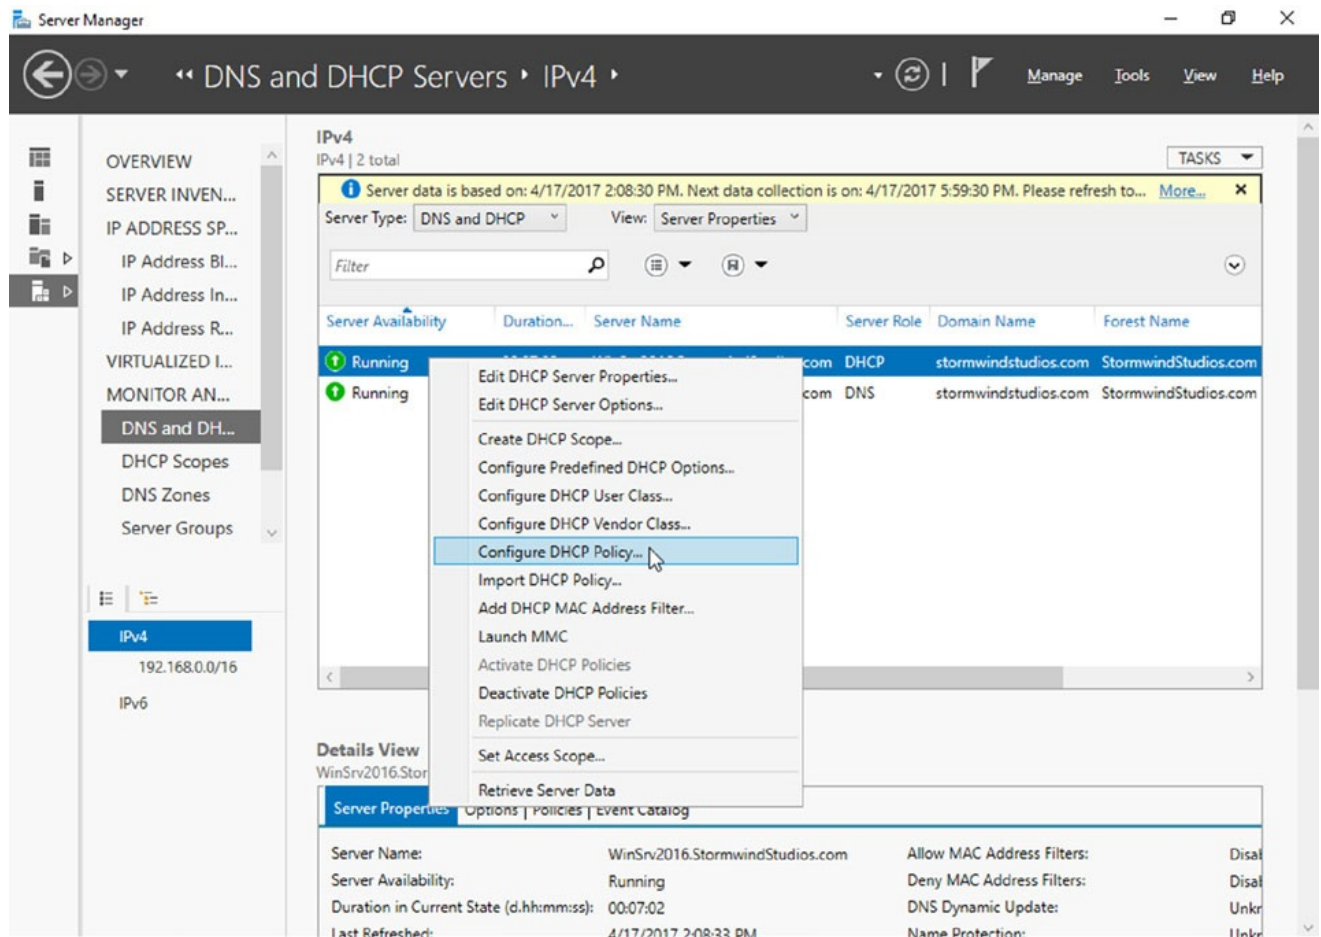 Server Manager
DNS and DHCP Servers
IPv4
Manage
Tools
View
Help
OVERVIEW
SERVER INVEN...
IP ADDRESS SP...
IP Address Bl...
IP Address In...
IP Address R...
VIRTUALIZED I...
MONITOR AN...
DNS and DH...
DHCP Scopes
DNS Zones
Server Groups
IPv4
192.168.0.0/16
IPv6
IPv4
IPv4 | 2 total
TASKS
Server data is based on: 4/17/2017 2:08:30 PM. Next data collection is on: 4/17/2017 5:59:30 PM. Please refresh to... More...
Server Type: DNS and DHCP View: Server Properties
Filter
Server Availability Duration... Server Name Server Role Domain Name Forest Name
Running com DHCP stormwindstudios.com StormwindStudios.com
Running com DNS stormwindstudios.com StormwindStudios.com
Edit DHCP Server Properties...
Edit DHCP Server Options...
Create DHCP Scope...
Configure Predefined DHCP Options...
Configure DHCP User Class...
Configure DHCP Vendor Class...
Configure DHCP Policy...
Import DHCP Policy...
Add DHCP MAC Address Filter...
Launch MMC
Activate DHCP Policies
Deactivate DHCP Policies
Replicate DHCP Server
Set Access Scope...
Retrieve Server Data
Details View
WinSrv2016.Stor
Server Properties Options | Policies | Event Catalog
Server Name: WinSrv2016.StormwindStudios.com Allow MAC Address Filters: Disab
Server Availability: Running Deny MAC Address Filters: Disab
Duration in Current State (d.hh:mm:ss): 00:07:02 DNS Dynamic Update: Unkr
Last Refreshed: 4/17/2017 2:08:33 PM Name Protection: Unkr